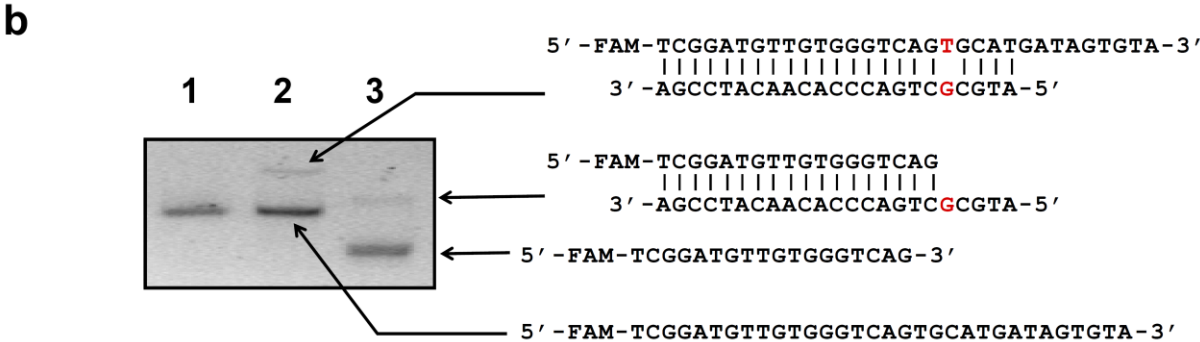 b
5'-FAM-TCGGATGTTGTGGGTCAGTGCATGATAGTGTA-3'
3'-AGCCTACAACACCCAGTCGCGTA-5'
1 2 3
5'-FAM-TCGGATGTTGTGGGTCAG
3'-AGCCTACAACACCCAGTCGCGTA-5'
5'-FAM-TCGGATGTTGTGGGTCAG-3'
5'-FAM-TCGGATGTTGTGGGTCAGTGCATGATAGTGTA-3'